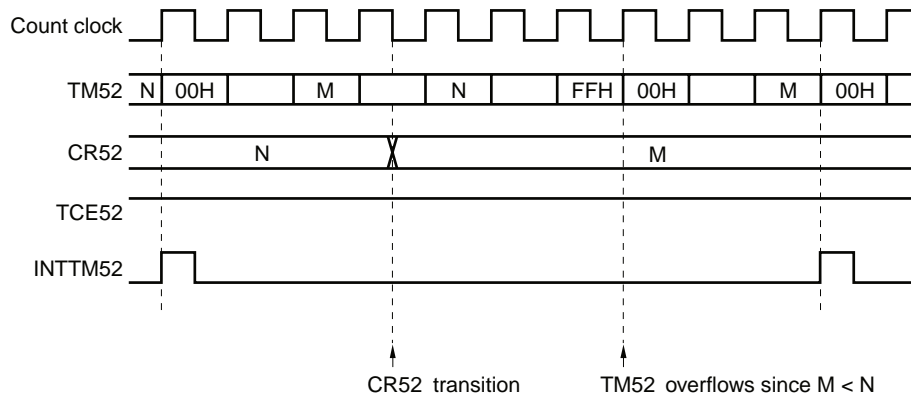 Count clock
TM52 N 00H M N FFH 00H M 00H
CR52 N M
TCE52
INTTM52
CR52 transition TM52 overflows since M < N